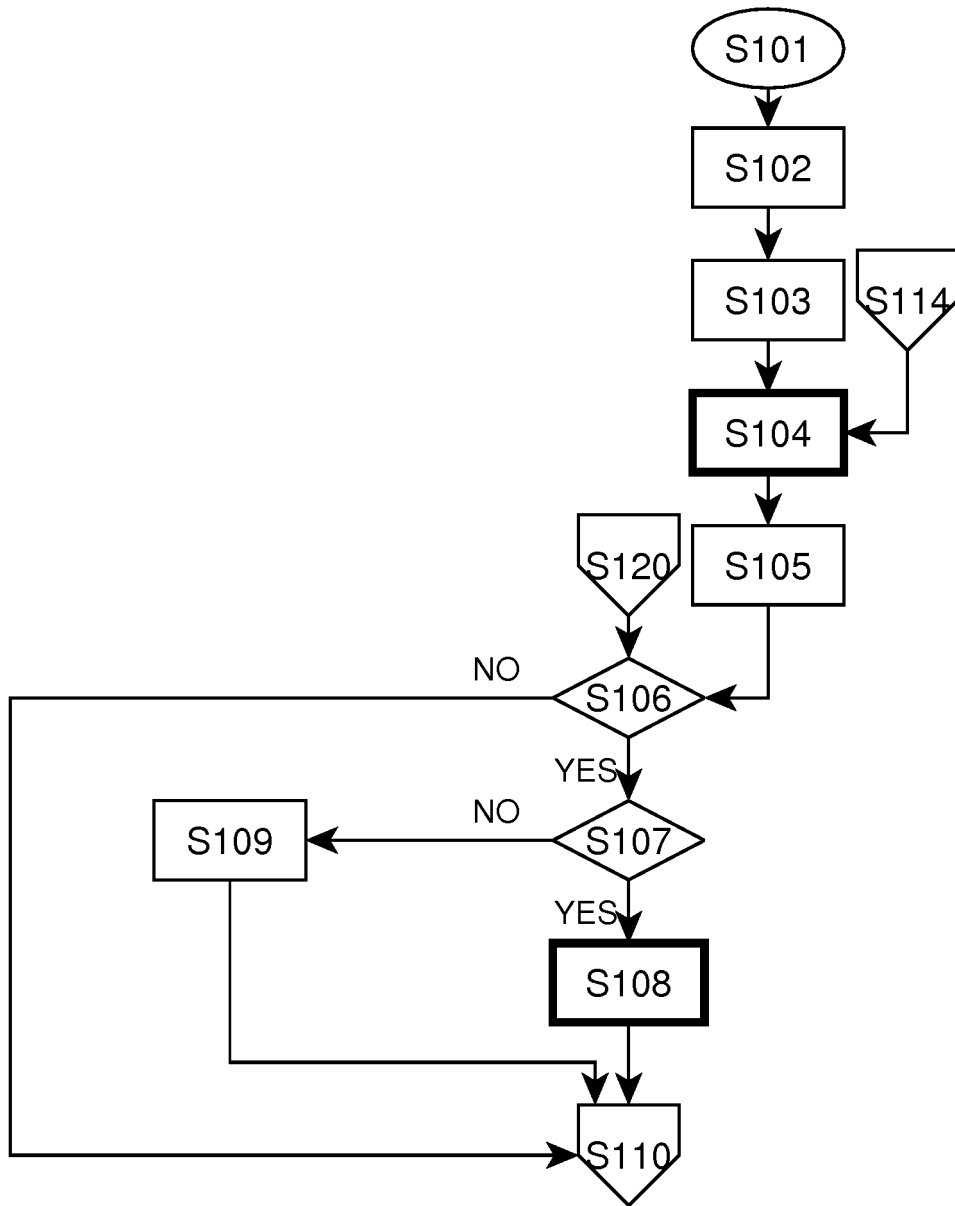 S101
S102
S103
S114
S104
S120
S105
NO
S106
YES
NO
S109
S107
YES
S108
S110